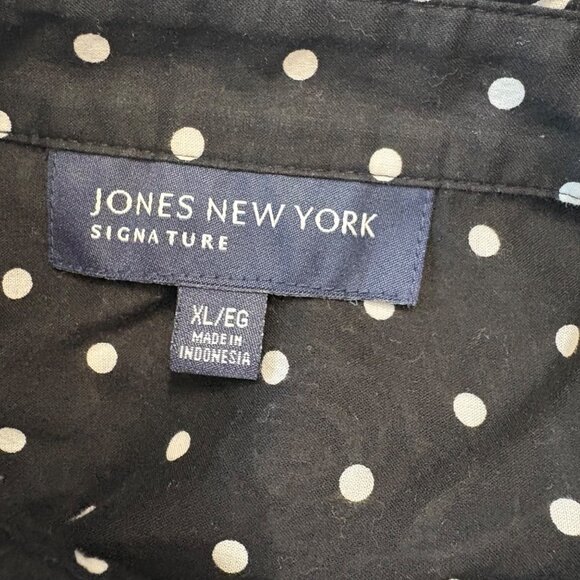 JONES NEW YORK
SIGNATURE
XL/EG
MADE IN
INDONESIA